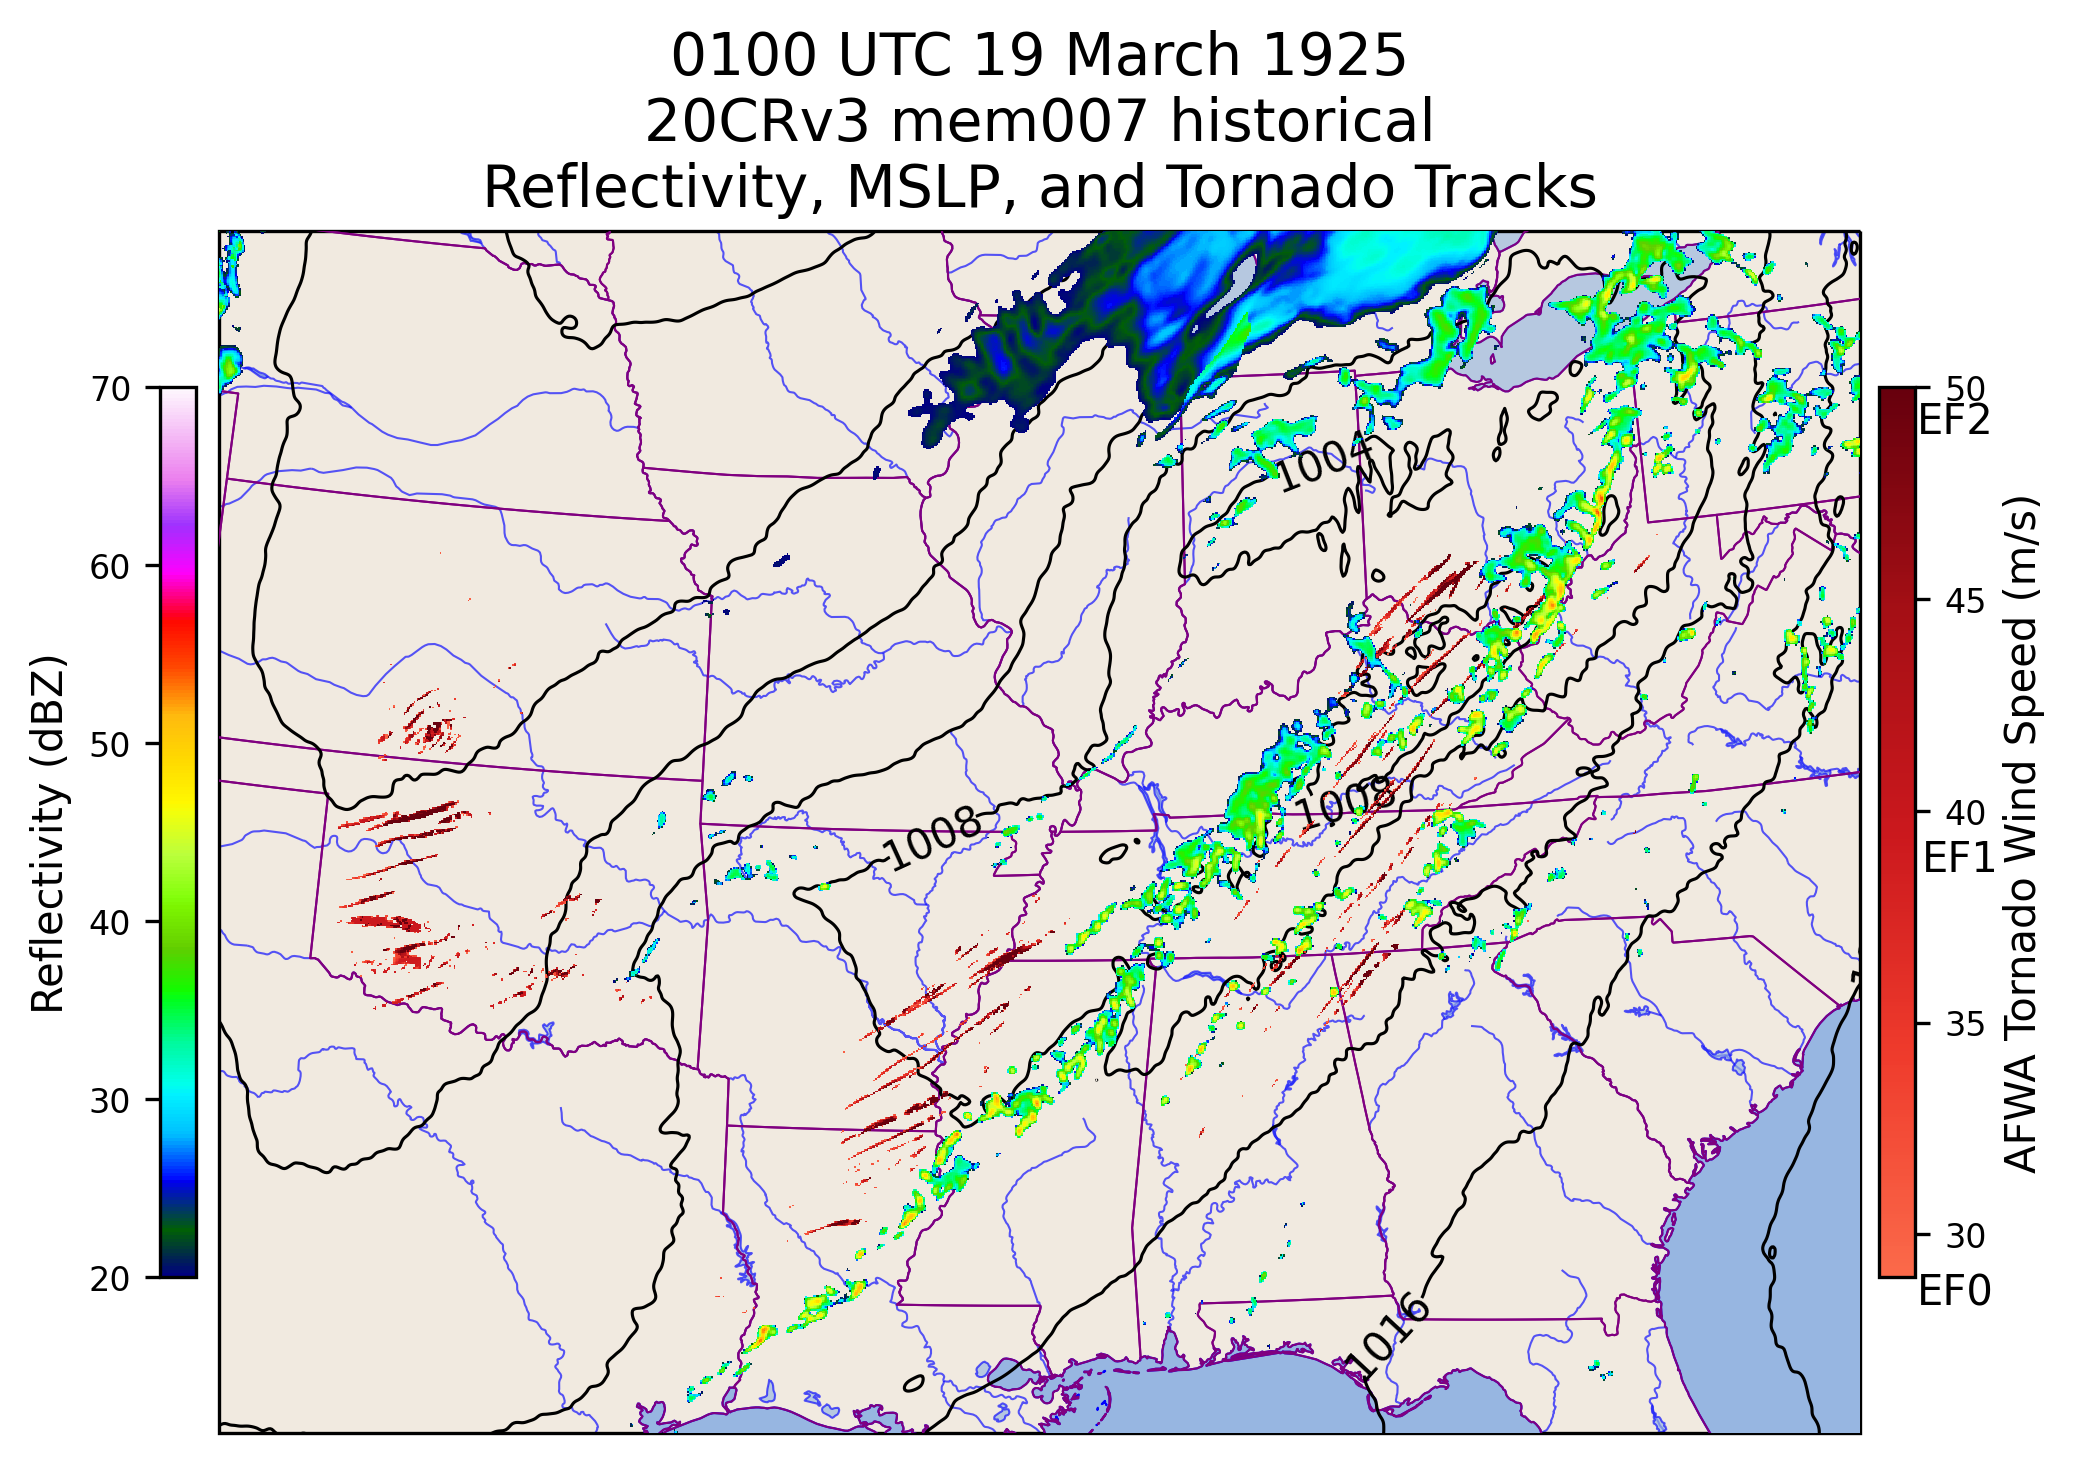 0100 UTC 19 March 1925
20CRv3 mem007 historical
Reflectivity, MSLP, and Tornado Tracks
Reflectivity (dBZ)
70
60
50
40
30
20
1004
1008
1008
1016
50
EF2
45
40
EF1
35
30
EF0
AFWA Tornado Wind Speed (m/s)